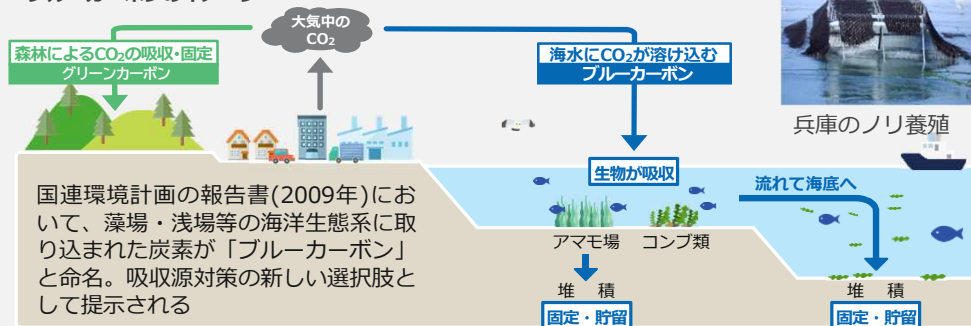 大気中の
CO₂
森林によるCO₂の吸収・固定
グリーンカーボン
海水にCO₂が溶け込む
ブルーカーボン
兵庫のノリ養殖
生物が吸収
流れて海底へ
国連環境計画の報告書(2009年)にお
いて、藻場・浅場等の海洋生態系に取
り込まれた炭素が「ブルーカーボン」
と命名。吸収源対策の新しい選択肢と
して提示される
アマモ場
コンブ類
堆 積
固定・貯留
堆 積
固定・貯留